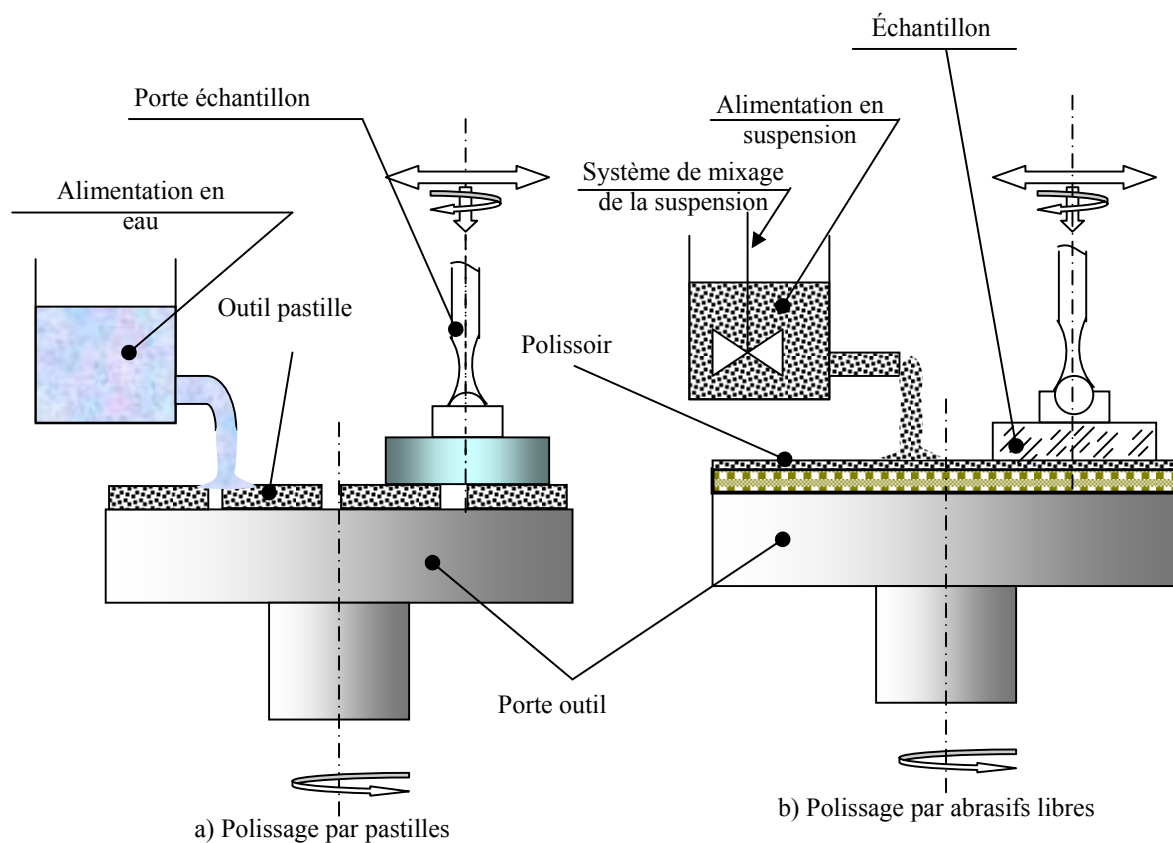 Échantillon
Porte échantillon
Alimentation en
suspension
Système de mixage
de la suspension
Alimentation en
eau
Outil pastille
Polissoir
Porte outil
a) Polissage par pastilles
b) Polissage par abrasifs libres